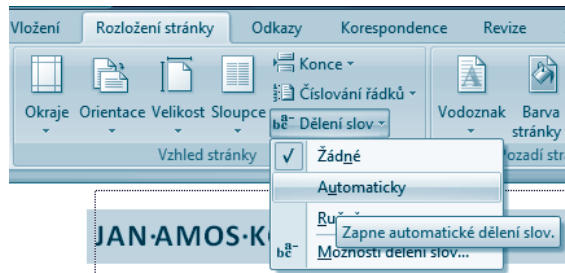 Vložení Rozložení stránky Odkazy Korespondence Revize
Konce
Číslování řádků
Okraje Orientace Velikost Sloupce Dělení slov Vodoznak Barva stránky
Vzhled stránky
Žádné
Automaticky
Zapne automatické dělení slov.
Možnosti dělení slov...
JAN·AMOS·